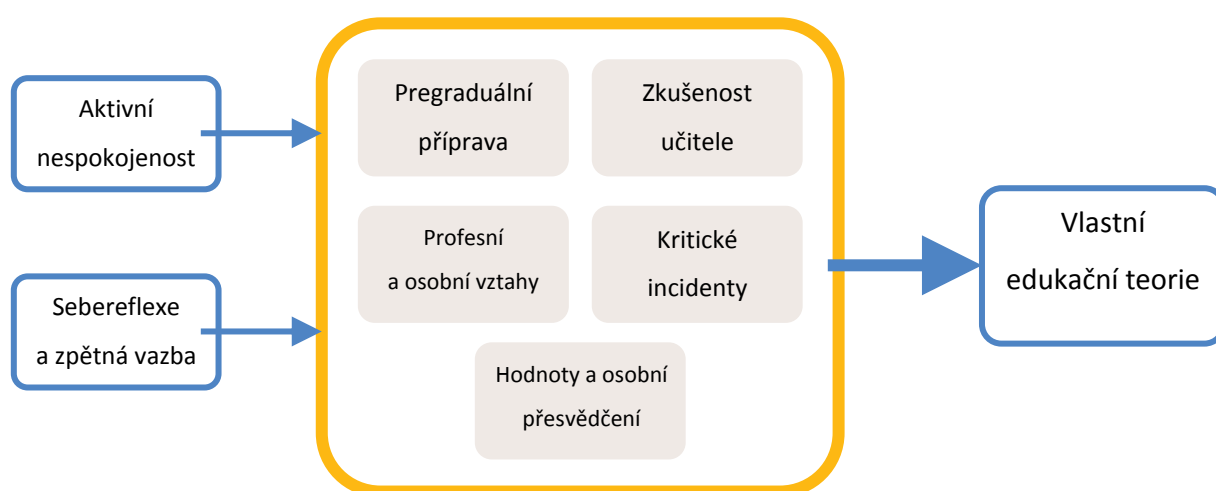 Aktivní
nespokojenost
Sebereflexe
a zpětná vazba
Pregraduální
příprava
Zkušenost
učitele
Profesní
a osobní vztahy
Kritické
incidenty
Hodnoty a osobní
přesvědčení
Vlastní
edukační teorie